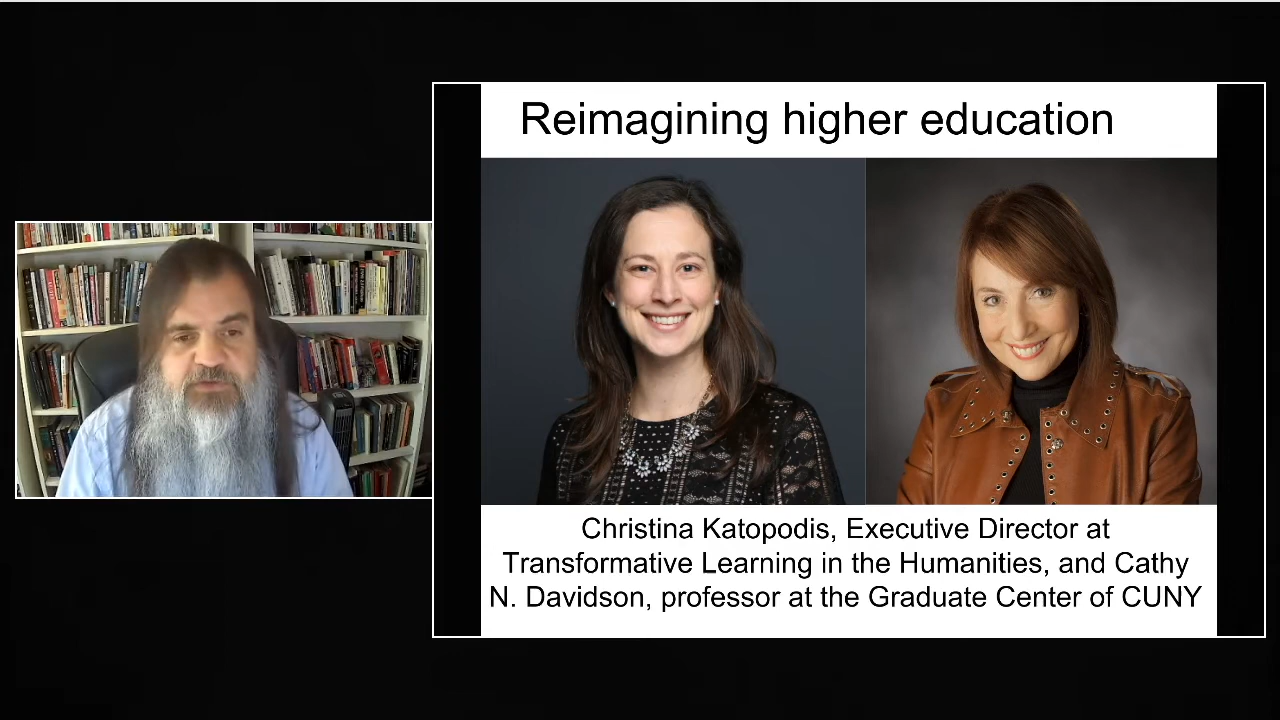 Reimagining higher education
Christina Katopodis, Executive Director at
Transformative Learning in the Humanities, and Cathy
N. Davidson, professor at the Graduate Center of CUNY